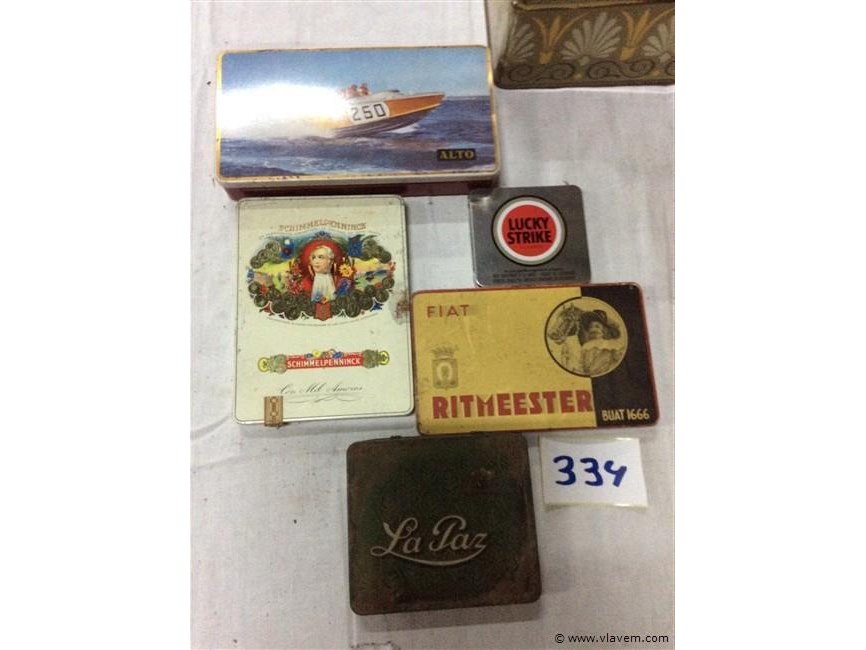 250
ALTO
SCHIMMELPENNINCK
LUCKY
STRIKE
FIAT
SCHIMMELPENNINCK
RITMEESTER
BUAT 1666
334
La Paz
© www.vlavem.com